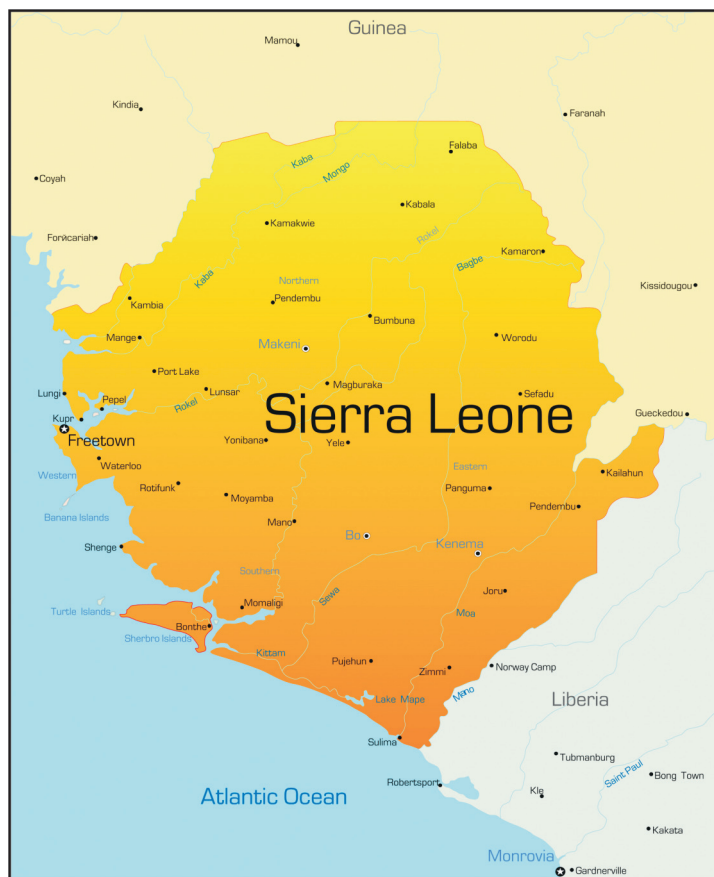 Guinea
Mamou
Kindia
Faranah
Kaba
Falaba
Mongo
Coyah
Kabala
Kamakwie
Rokel
Forйcariah
Kamaron
Bagbe
Kaba
Northern
Kissidougou
Kambia
Pendembu
Bumbuna
Mange
Makeni
Worodu
Port Lake
Magburaka
Lungi
Pepel
Lunsar
Sefadu
Rokel
Sierra Leone
Gueckedou
Kupr
Freetown
Yonibana
Yele
Waterloo
Eastern
Kailahun
Western
Rotifunk
Moyamba
Panguma
Pendembu
Banana Islands
Mano
Bo
Shenge
Kenema
Southern
Sewa
Joru
Turtle Islands
Momaligi
Moa
Bonthe
Sherbro Islands
Kittam
Pujehun
Zimmi
Norway Camp
Mano
Lake Mape
Liberia
Sulima
Tubmanburg
Saint Paul
Bong Town
Robertsport
Kle
Atlantic Ocean
Kakata
Monrovia
Gardnerville